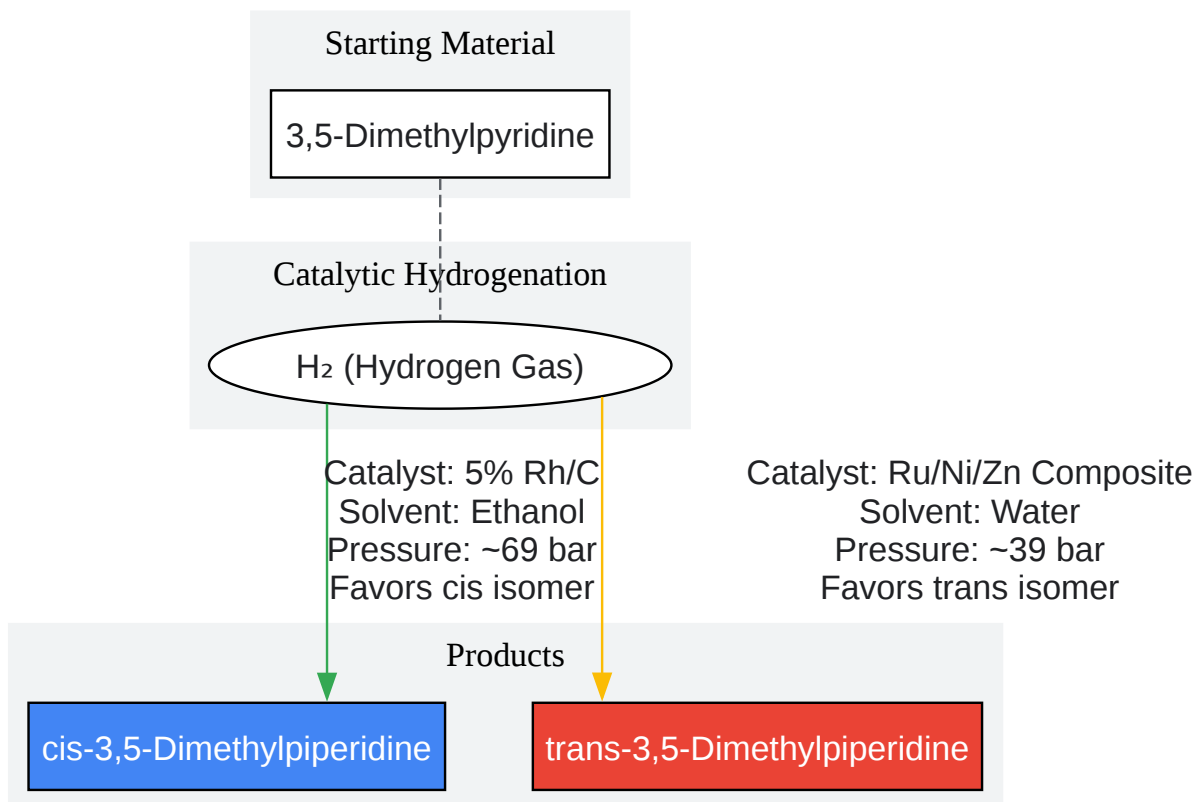 Starting Material
3,5-Dimethylpyridine
Catalytic Hydrogenation
H₂ (Hydrogen Gas)
Catalyst: 5% Rh/C
Solvent: Ethanol
Pressure: ~69 bar
Favors cis isomer
Catalyst: Ru/Ni/Zn Composite
Solvent: Water
Pressure: ~39 bar
Favors trans isomer
Products
cis-3,5-Dimethylpiperidine
trans-3,5-Dimethylpiperidine